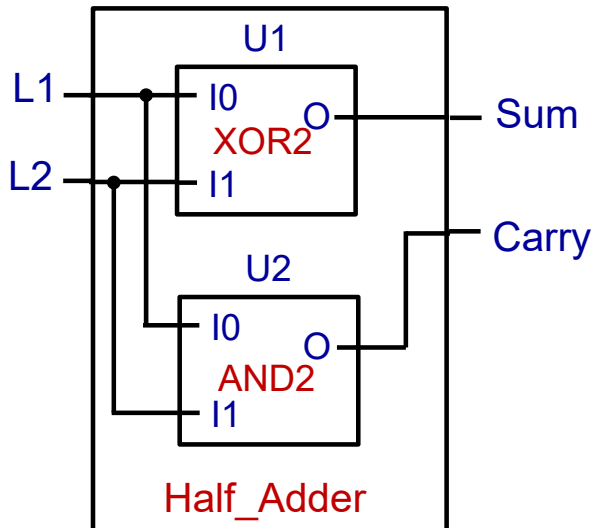 U1
L1
I0
O
Sum
XOR2
L2
I1
Carry
U2
I0
O
AND2
I1
Half_Adder